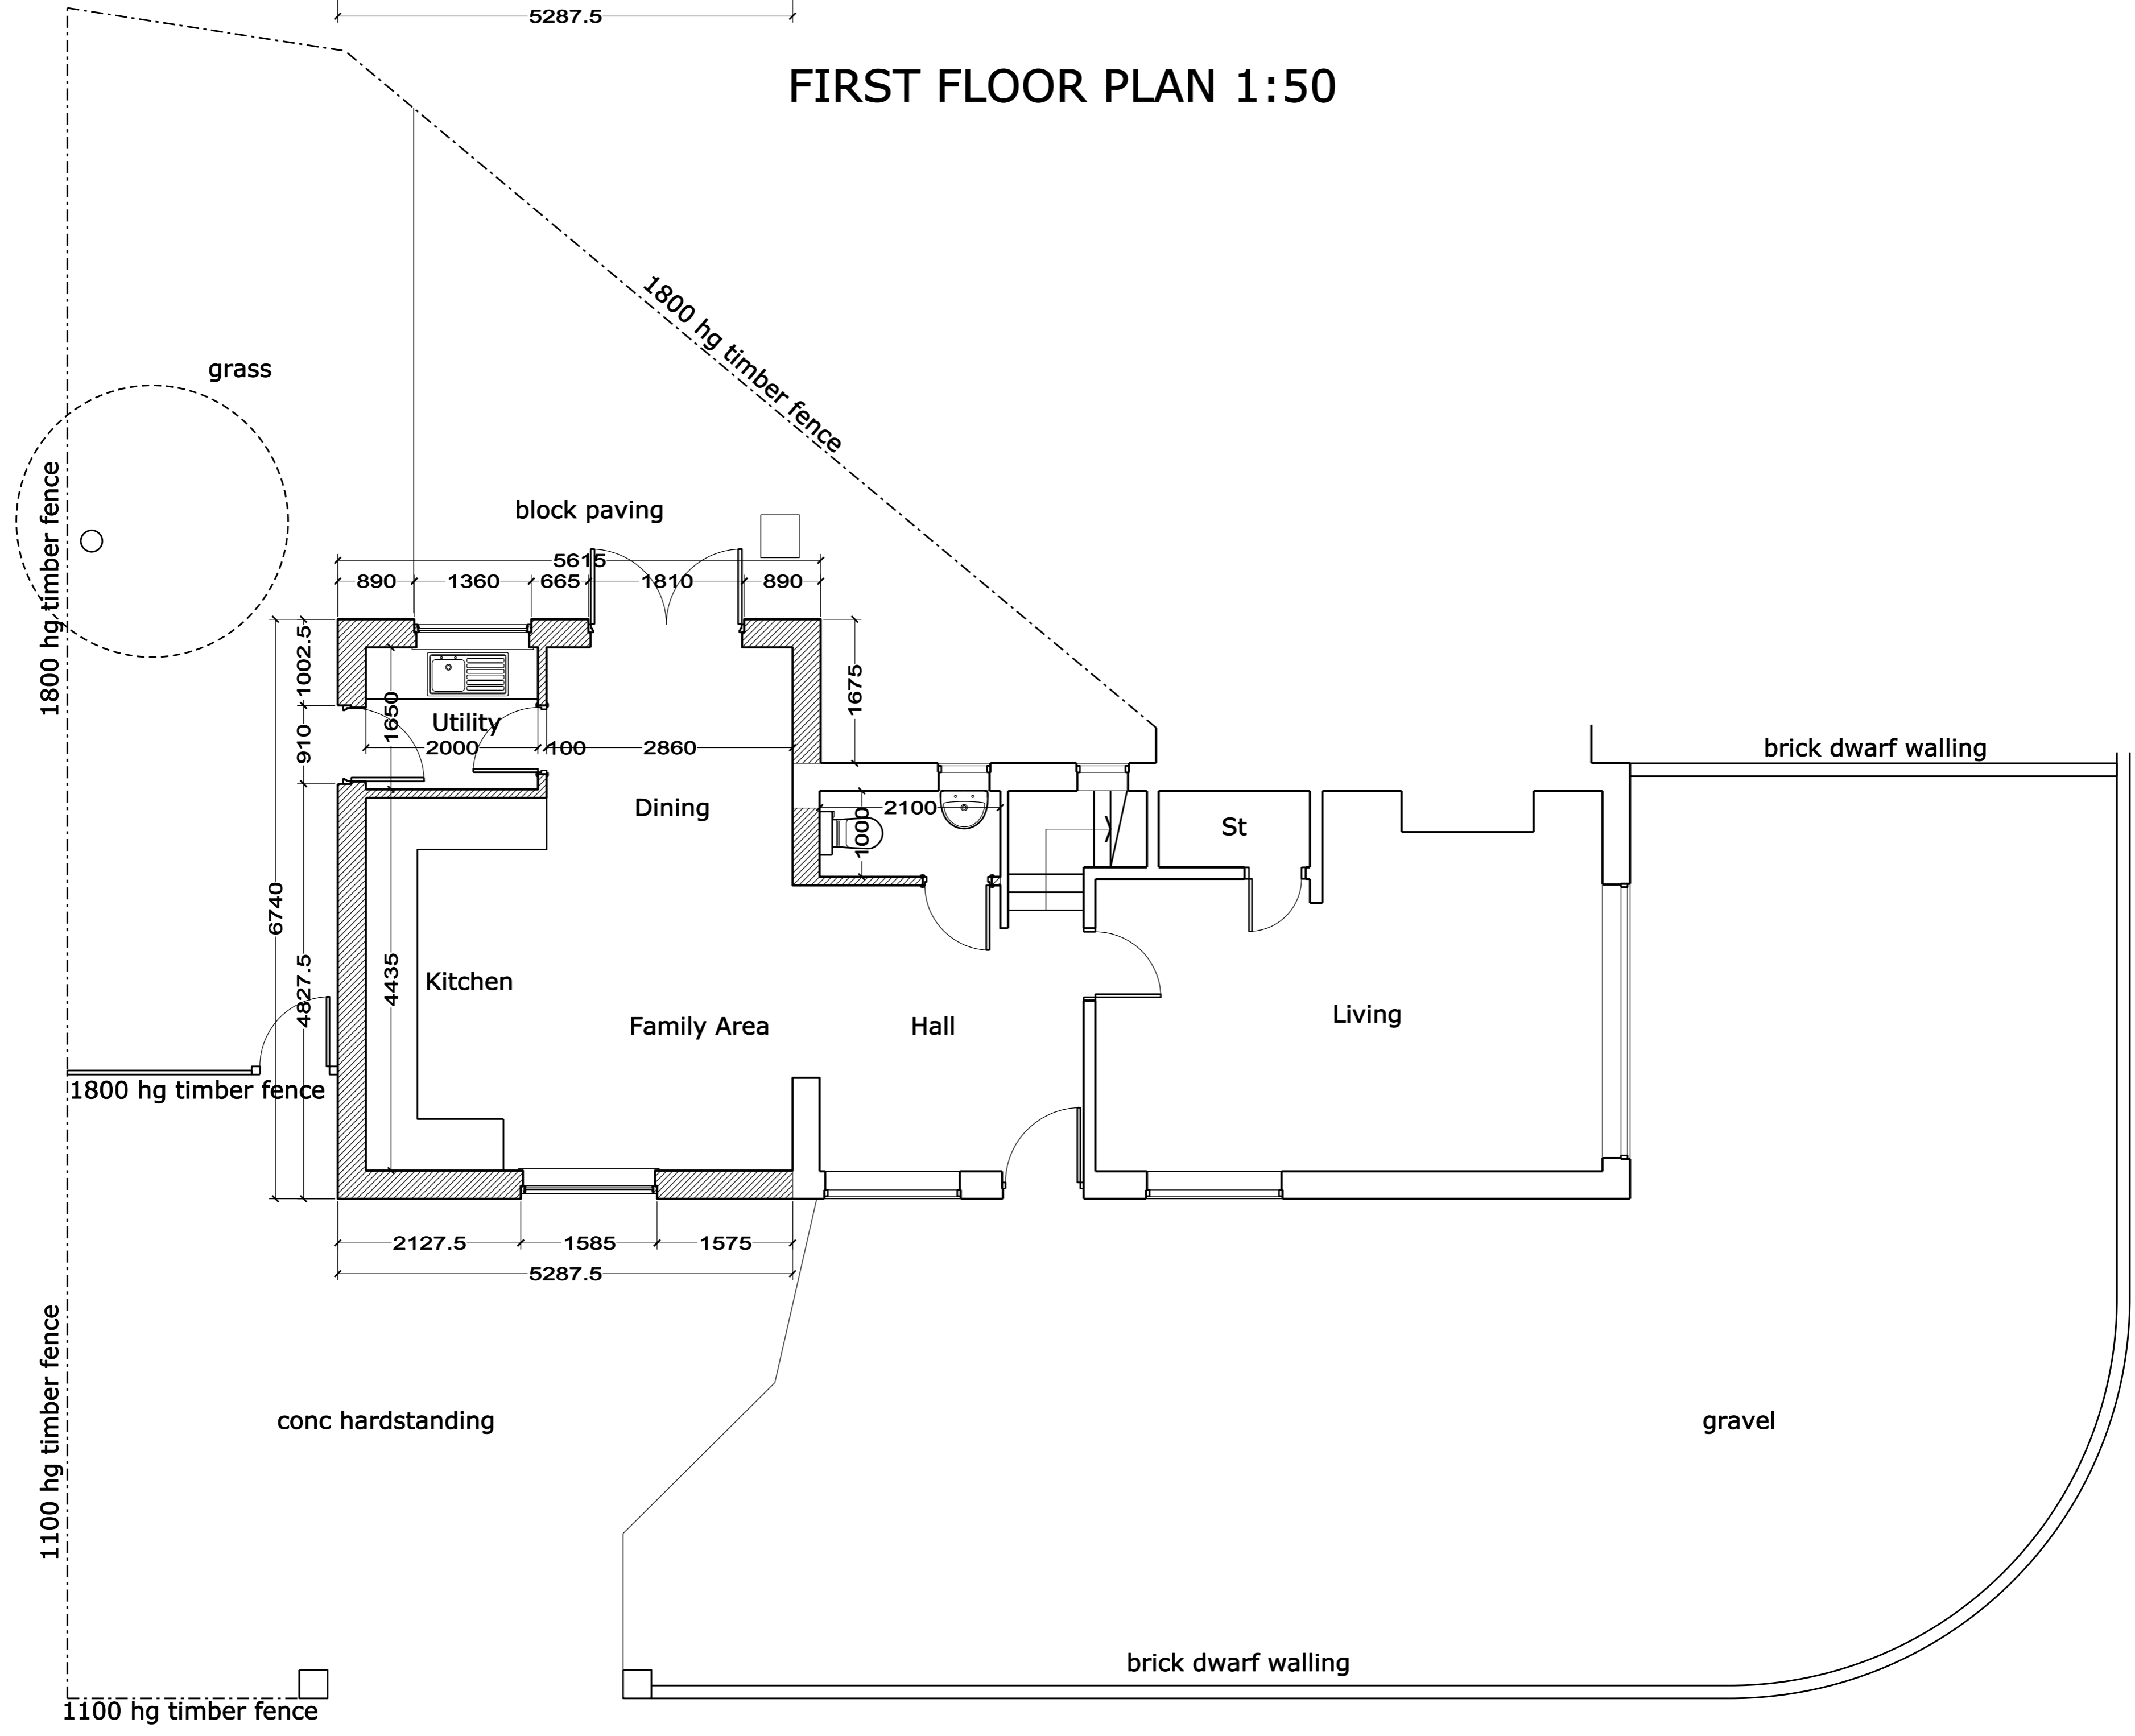 5287.5
FIRST FLOOR PLAN 1:50
1800 hg timber fence
grass
1800 hg timber fence
block paving
5615
890 1360 665 1810 890
1002.5
1675
1650
Utility
910
2000 100 2860
brick dwarf walling
Dining
2100
1000
St
6740
4827.5
4435
Kitchen
Family Area
Hall
Living
1800 hg timber fence
2127.5 1585 1575
5287.5
1100 hg timber fence
conc hardstanding
gravel
brick dwarf walling
1100 hg timber fence